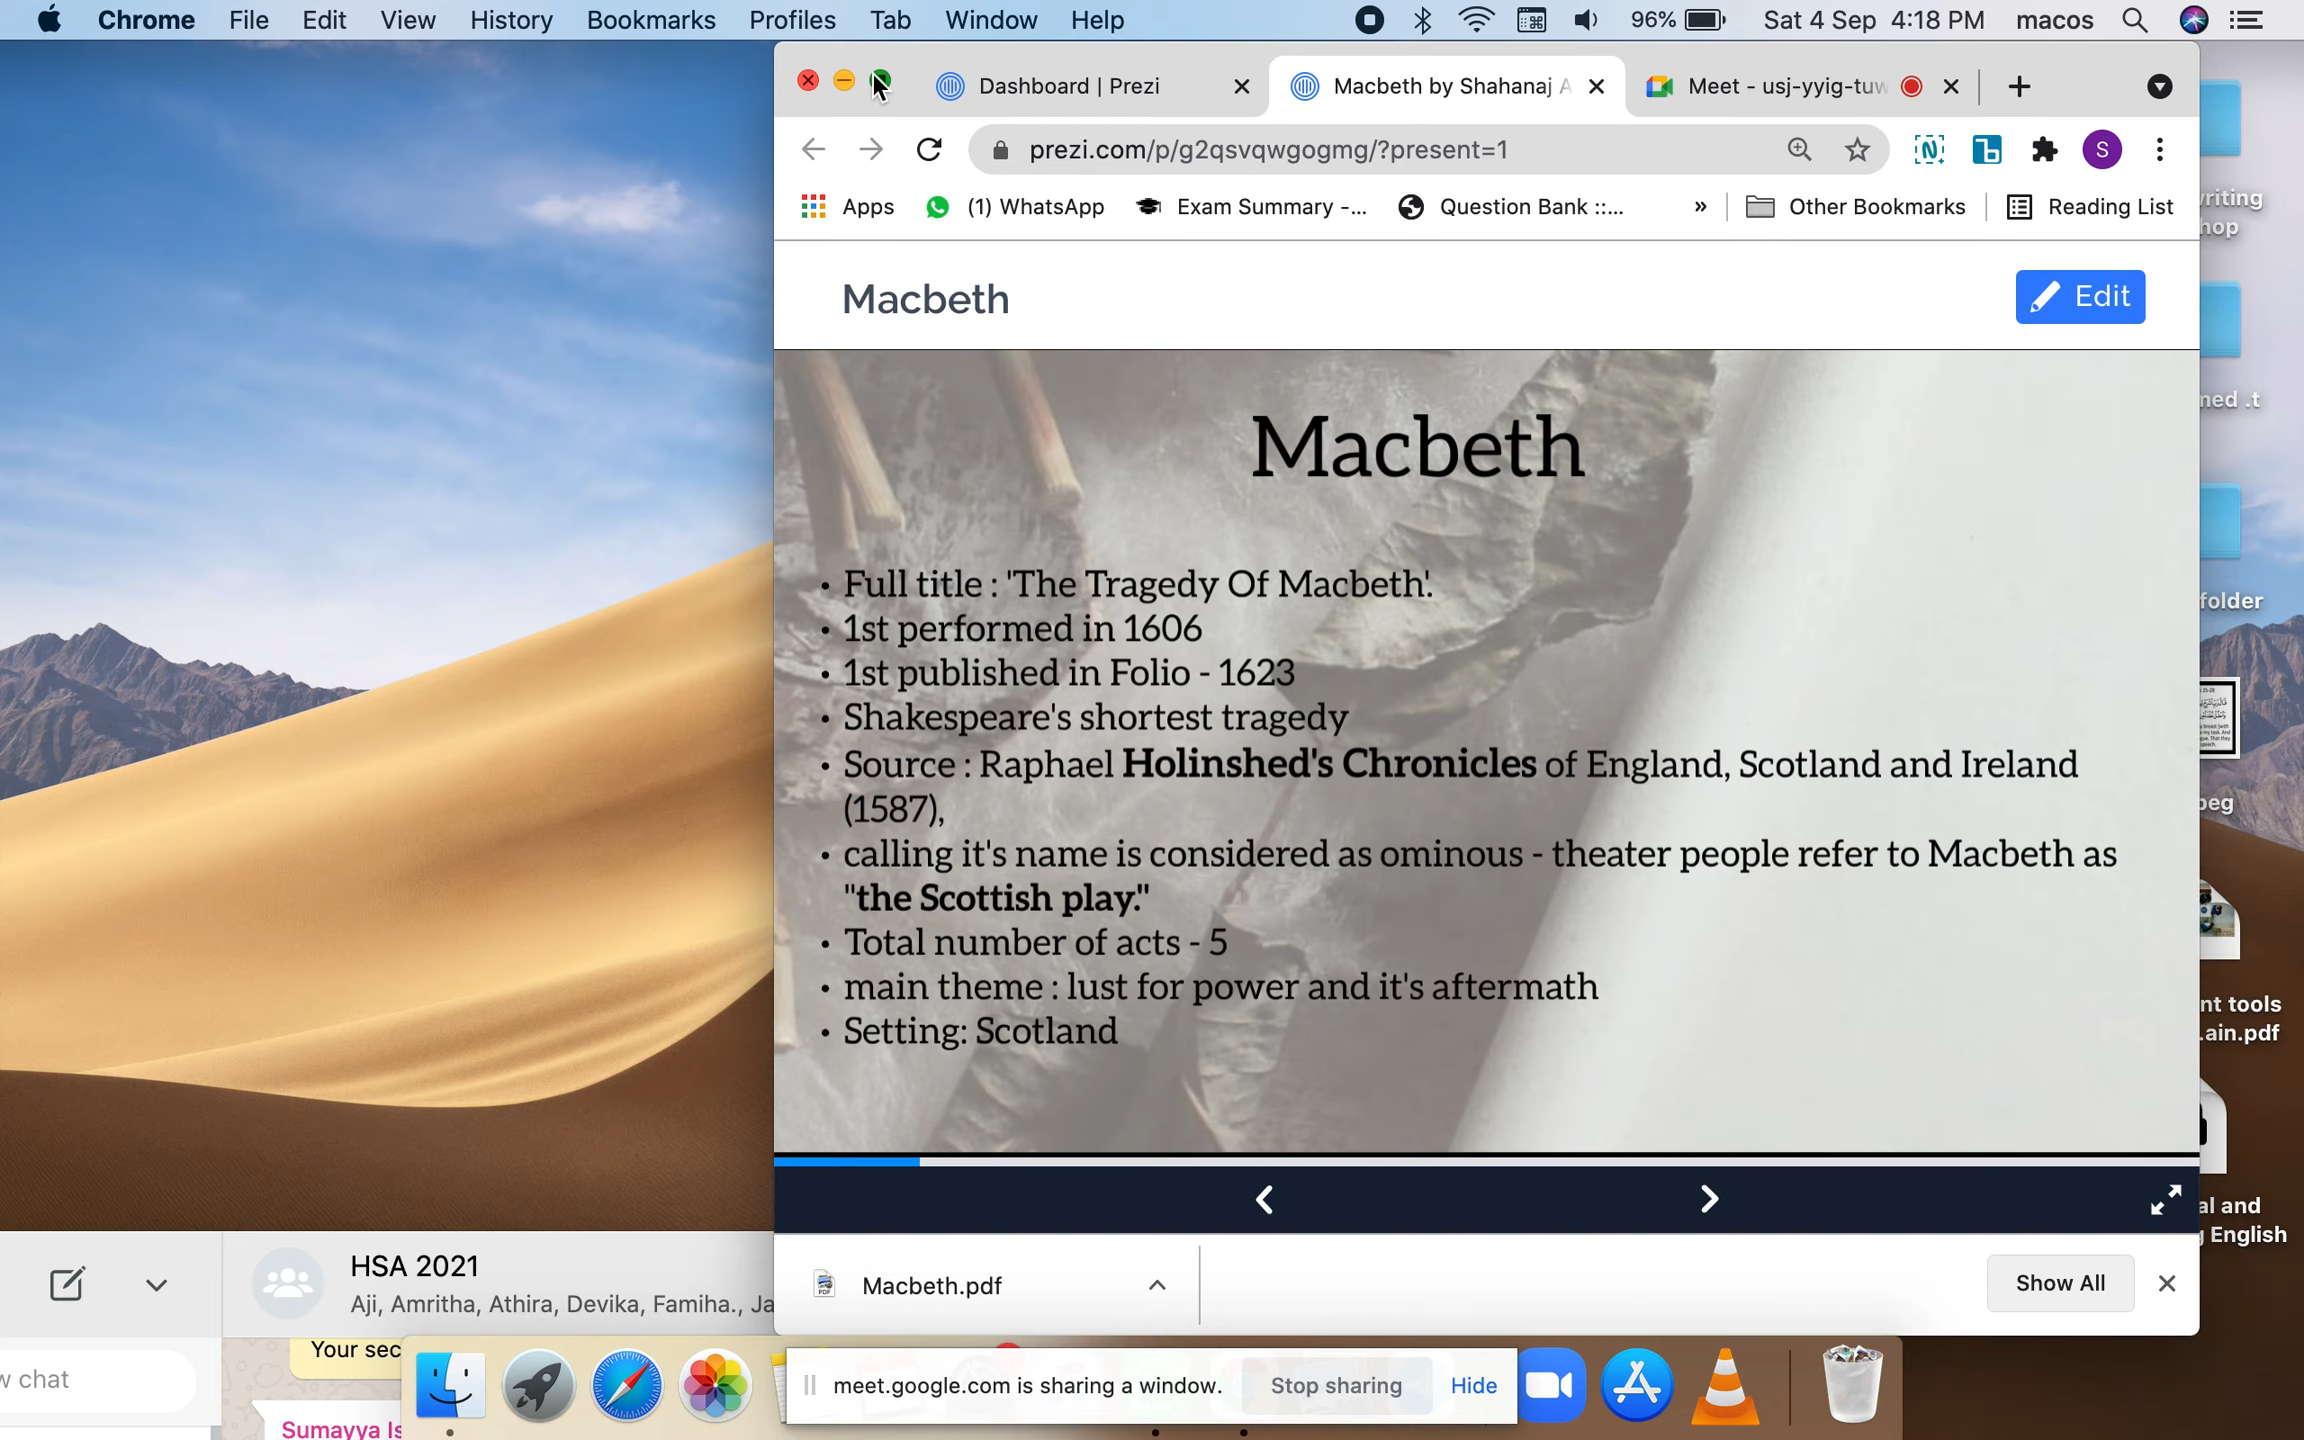 Chrome File Edit View History Bookmarks Profiles Tab Window Help 96% Sat 4 Sep 4:18 PM macos
Dashboard | Prezi
Macbeth by Shahanaj A
Meet - usj-yyig-tuw
prezi.com/p/g2qsvqwgogmg/?present=1
S
Apps (1) WhatsApp Exam Summary -... Question Bank ::... » Other Bookmarks Reading List
Macbeth
Edit
Macbeth
• Full title : 'The Tragedy Of Macbeth'.
• 1st performed in 1606
• 1st published in Folio - 1623
• Shakespeare's shortest tragedy
• Source : Raphael Holinshed's Chronicles of England, Scotland and Ireland
(1587),
• calling it's name is considered as ominous - theater people refer to Macbeth as
"the Scottish play."
• Total number of acts - 5
• main theme : lust for power and it's aftermath
• Setting: Scotland
folder
nt tools
.ain.pdf
al and
English
HSA 2021
Aji, Amritha, Athira, Devika, Famiha., Ja
PDF
Macbeth.pdf
Show All
Your sec
chat
Sumayya Is
meet.google.com is sharing a window. Stop sharing Hide